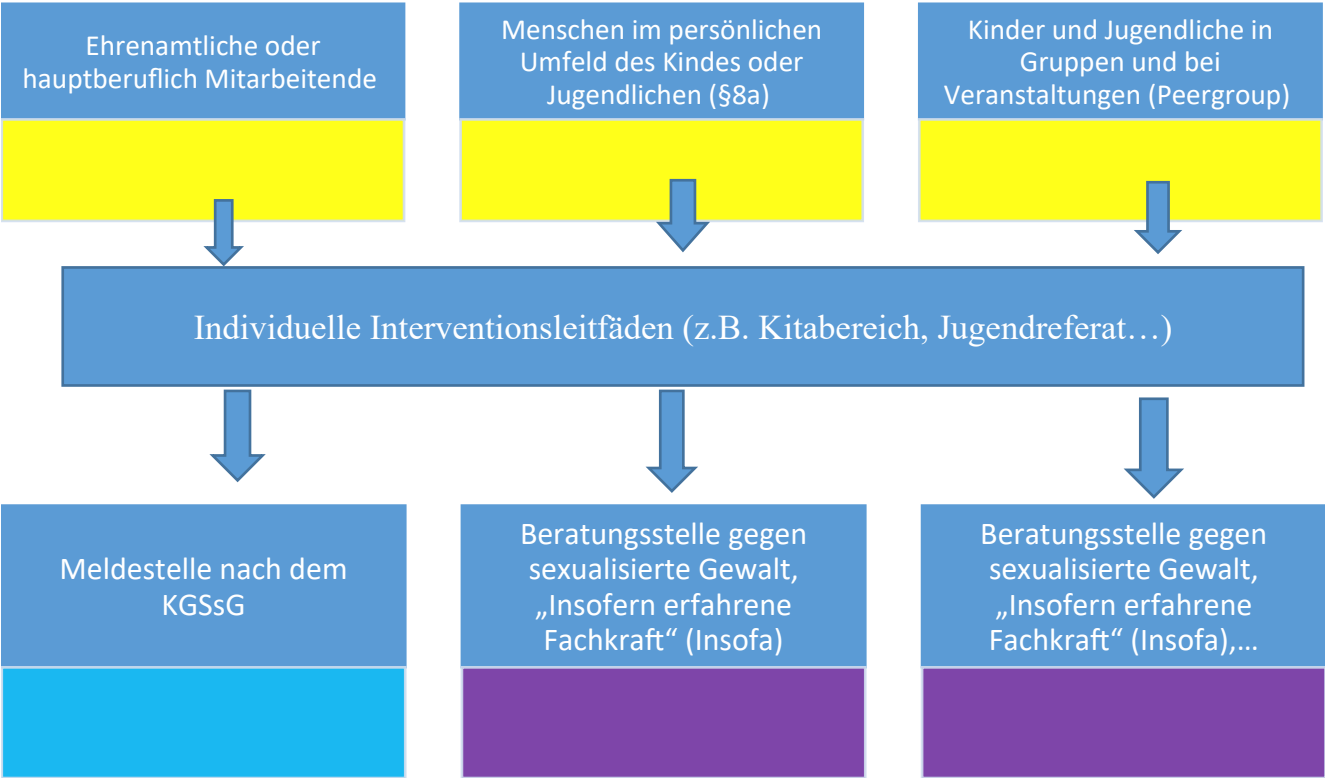 Ehrenamtliche oder
hauptberuflich Mitarbeitende
Menschen im persönlichen
Umfeld des Kindes oder
Jugendlichen (§8a)
Kinder und Jugendliche in
Gruppen und bei
Veranstaltungen (Peergroup)
Individuelle Interventionsleitfäden (z.B. Kitabereich, Jugendreferat…)
Meldestelle nach dem
KGSsG
Beratungsstelle gegen
sexualisierte Gewalt,
„Insofern erfahrene
Fachkraft“ (Insofa)
Beratungsstelle gegen
sexualisierte Gewalt,
„Insofern erfahrene
Fachkraft“ (Insofa),…